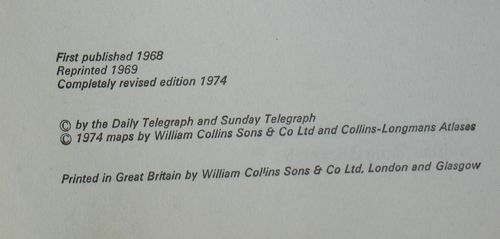 First published 1968
Reprinted 1969
Completely revised edition 1974
© by the Daily Telegraph and Sunday Telegraph
© 1974 maps by William Collins Sons & Co Ltd and Collins-Longmans Atlases
Printed in Great Britain by William Collins Sons & Co Ltd, London and Glasgow